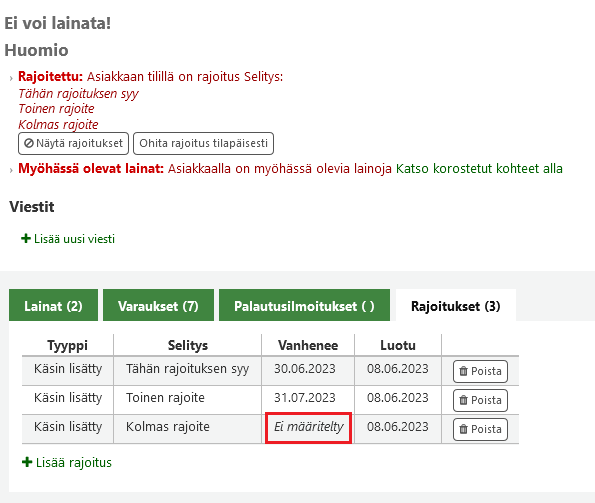 Ei voi lainata!
Huomio
› Rajoitettu: Asiakkaan tilillä on rajoitus Selitys:
Tähän rajoituksen syy
Toinen rajoite
Kolmas rajoite
Näytä rajoitukset Ohita rajoitus tilapäisesti
› Myöhässä olevat lainat: Asiakkaalla on myöhässä olevia lainoja Katso korostetut kohteet alla
Viestit
+ Lisää uusi viesti
Lainat (2) Varaukset (7) Palautusilmoitukset ( ) Rajoitukset (3)
Tyyppi Selitys Vanhenee Luotu
Käsin lisätty Tähän rajoituksen syy 30.06.2023 08.06.2023 Poista
Käsin lisätty Toinen rajoite 31.07.2023 08.06.2023 Poista
Käsin lisätty Kolmas rajoite Ei määritelty 08.06.2023 Poista
+ Lisää rajoitus